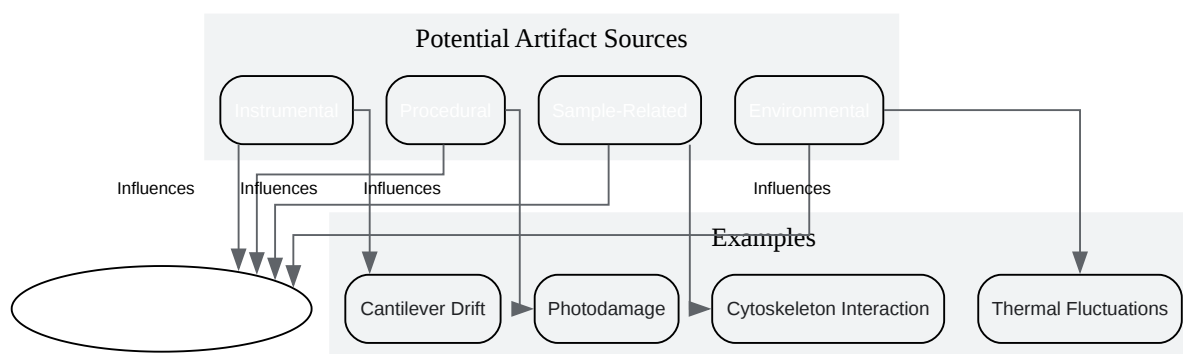 Potential Artifact Sources
Instrumental
Procedural
Sample-Related
Environmental
Influences
Influences
Influences
Influences
Examples
Cantilever Drift
Photodamage
Cytoskeleton Interaction
Thermal Fluctuations